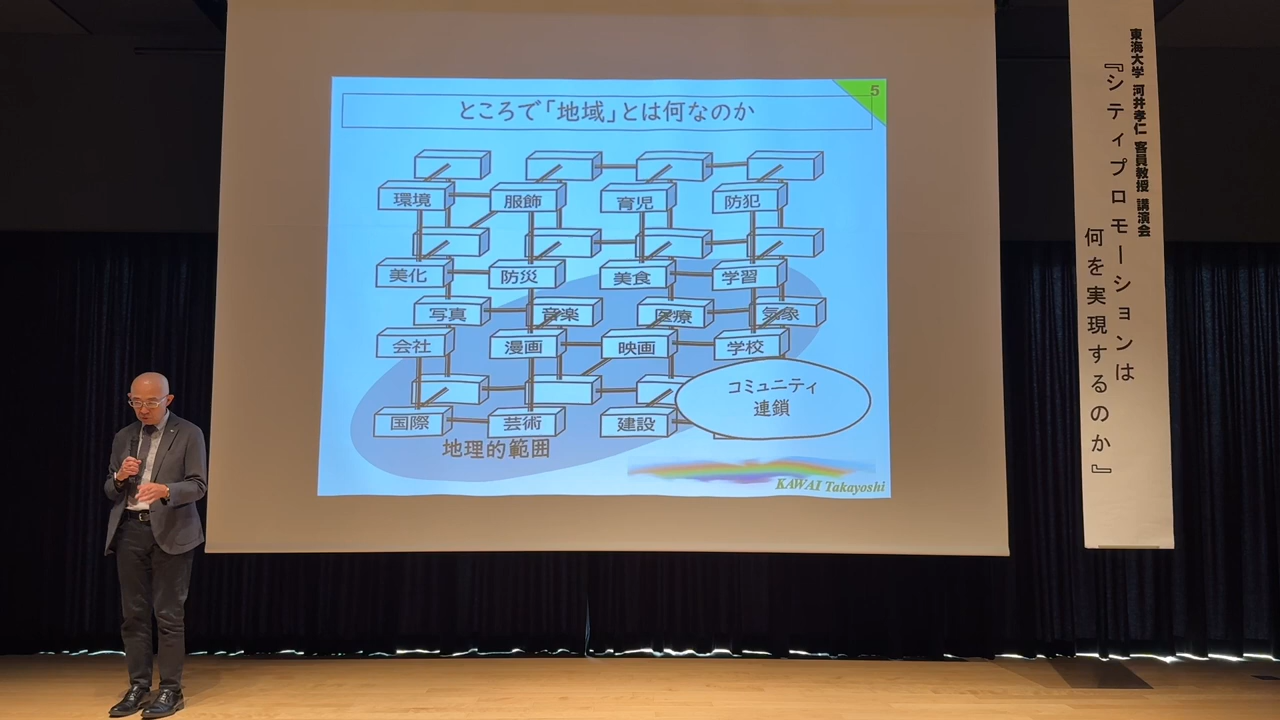 ところで「地域」とは何なのか
5
環境
服飾
育児
防犯
美化
防災
美食
学習
写真
音楽
医療
気象
会社
漫画
映画
学校
コミュニティ
連鎖
国際
芸術
建設
地理的範囲
KAWAI Takayoshi
東海大学 河井孝仁 客員教授 講演会
『シティプロモーションは
何を実現するのか』